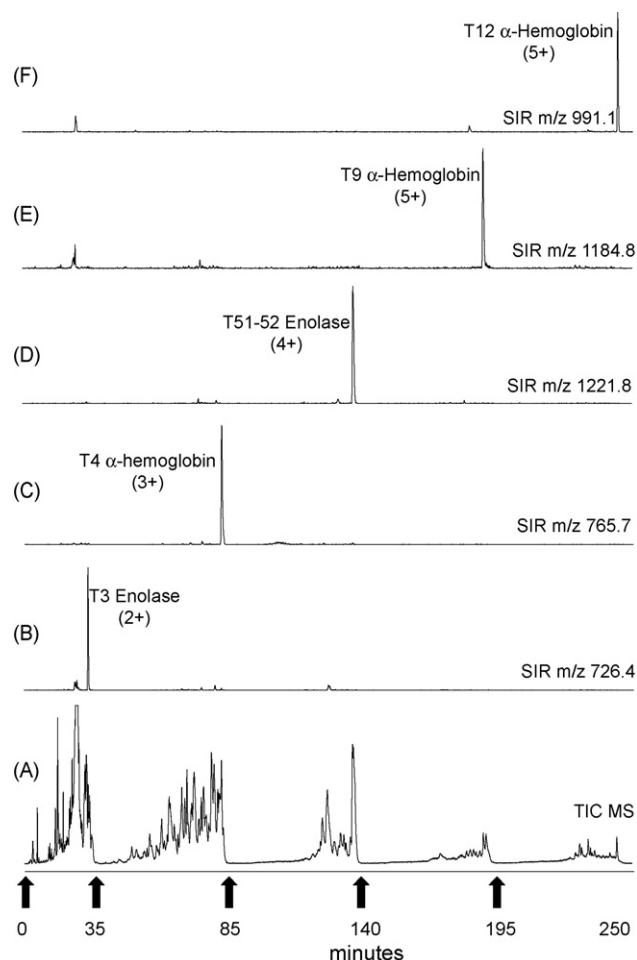 T12 α-Hemoglobin
(5+)
(F)
SIR m/z 991.1
T9 α-Hemoglobin
(5+)
(E)
SIR m/z 1184.8
T51-52 Enolase
(4+)
(D)
SIR m/z 1221.8
T4 α-hemoglobin
(3+)
(C)
SIR m/z 765.7
T3 Enolase
(2+)
(B)
SIR m/z 726.4
(A)
TIC MS
0 35 85 140 195 250
minutes